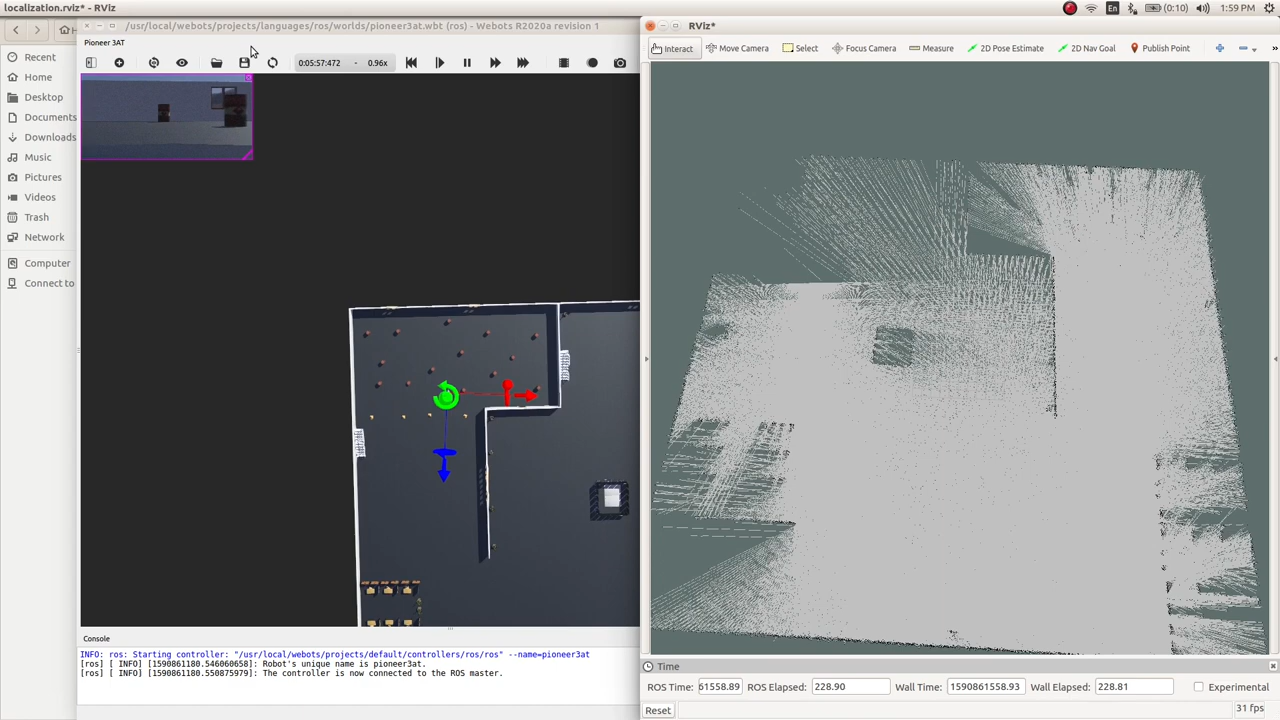 localization.rviz* - RViz
En
(0:10)
1:59 PM
/usr/local/webots/projects/languages/ros/worlds/pioneer3at.wbt (ros) - Webots R2020a revision 1
RViz*
Pioneer 3AT
0:05:57:472 - 0.96x
Interact
Move Camera
Select
Focus Camera
Measure
2D Pose Estimate
2D Nav Goal
Publish Point
Recent
Home
Desktop
Documents
Downloads
Music
Pictures
Videos
Trash
Network
Computer
Connect to
Console
INFO: ros: Starting controller: "/usr/local/webots/projects/default/controllers/ros/ros" --name=pioneer3at
[ros] [ INFO] [1590861180.546060658]: Robot's unique name is pioneer3at.
[ros] [ INFO] [1590861180.550875979]: The controller is now connected to the ROS master.
Time
ROS Time: 61558.89 ROS Elapsed: 228.90 Wall Time: 1590861558.93 Wall Elapsed: 228.81 Experimental
Reset
31 fps